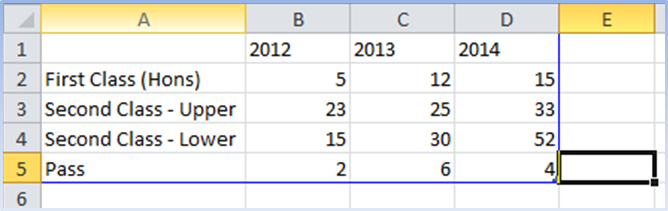 A B C D E
1 2012 2013 2014
2 First Class (Hons) 5 12 15
3 Second Class - Upper 23 25 33
4 Second Class - Lower 15 30 52
5 Pass 2 6 4
6